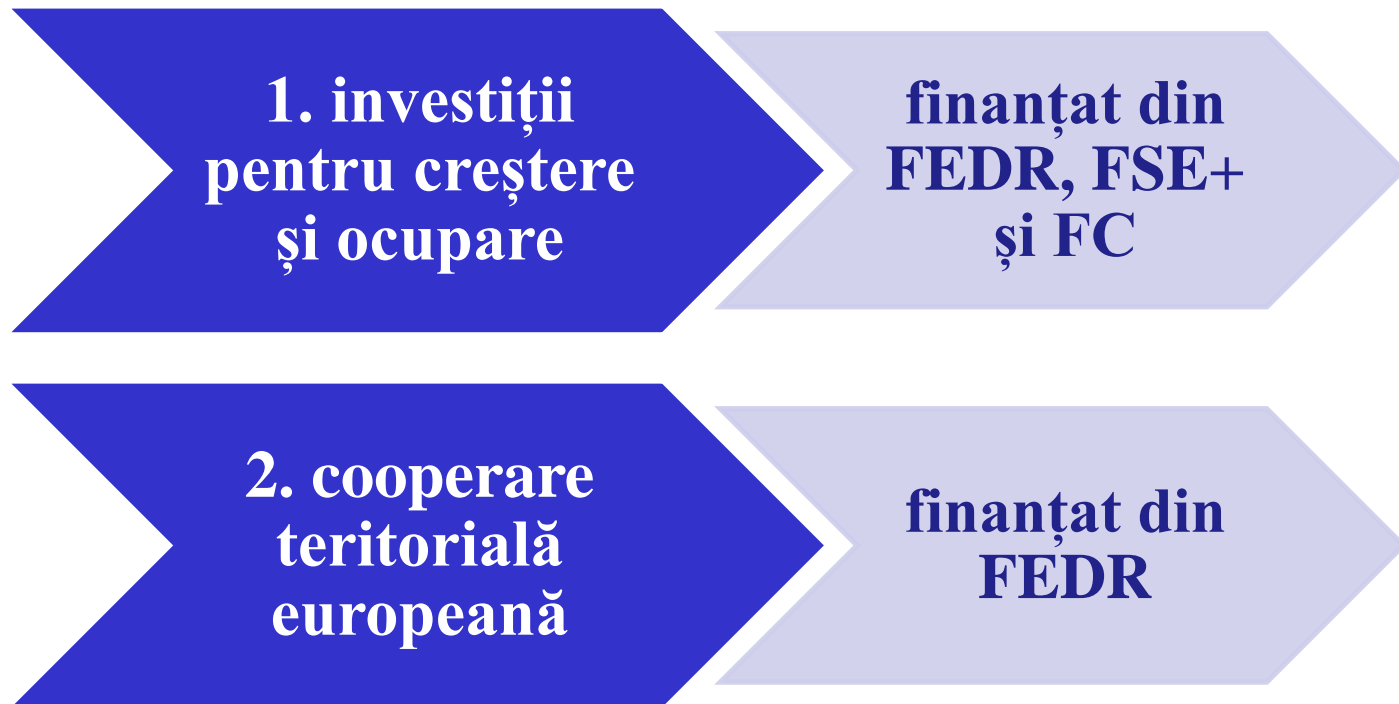 1. investiții
pentru creștere
și ocupare
finanțat din
FEDR, FSE+
și FC
2. cooperare
teritorială
europeană
finanțat din
FEDR